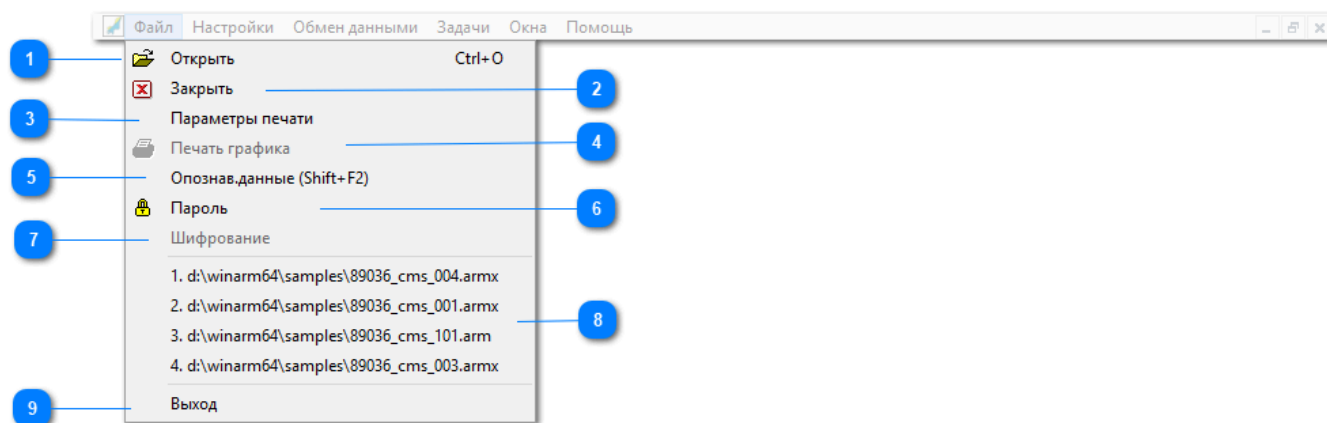 Файл Настройки Обмен данными Задачи Окна Помощь
1 Открыть Ctrl+O
Закрыть 2
3 Параметры печати
Печать графика 4
5 Опознав.данные (Shift+F2)
Пароль 6
7 Шифрование
1. d:\winarm64\samples\89036_cms_004.armx
2. d:\winarm64\samples\89036_cms_001.armx
8
3. d:\winarm64\samples\89036_cms_101.arm
4. d:\winarm64\samples\89036_cms_003.armx
9 Выход